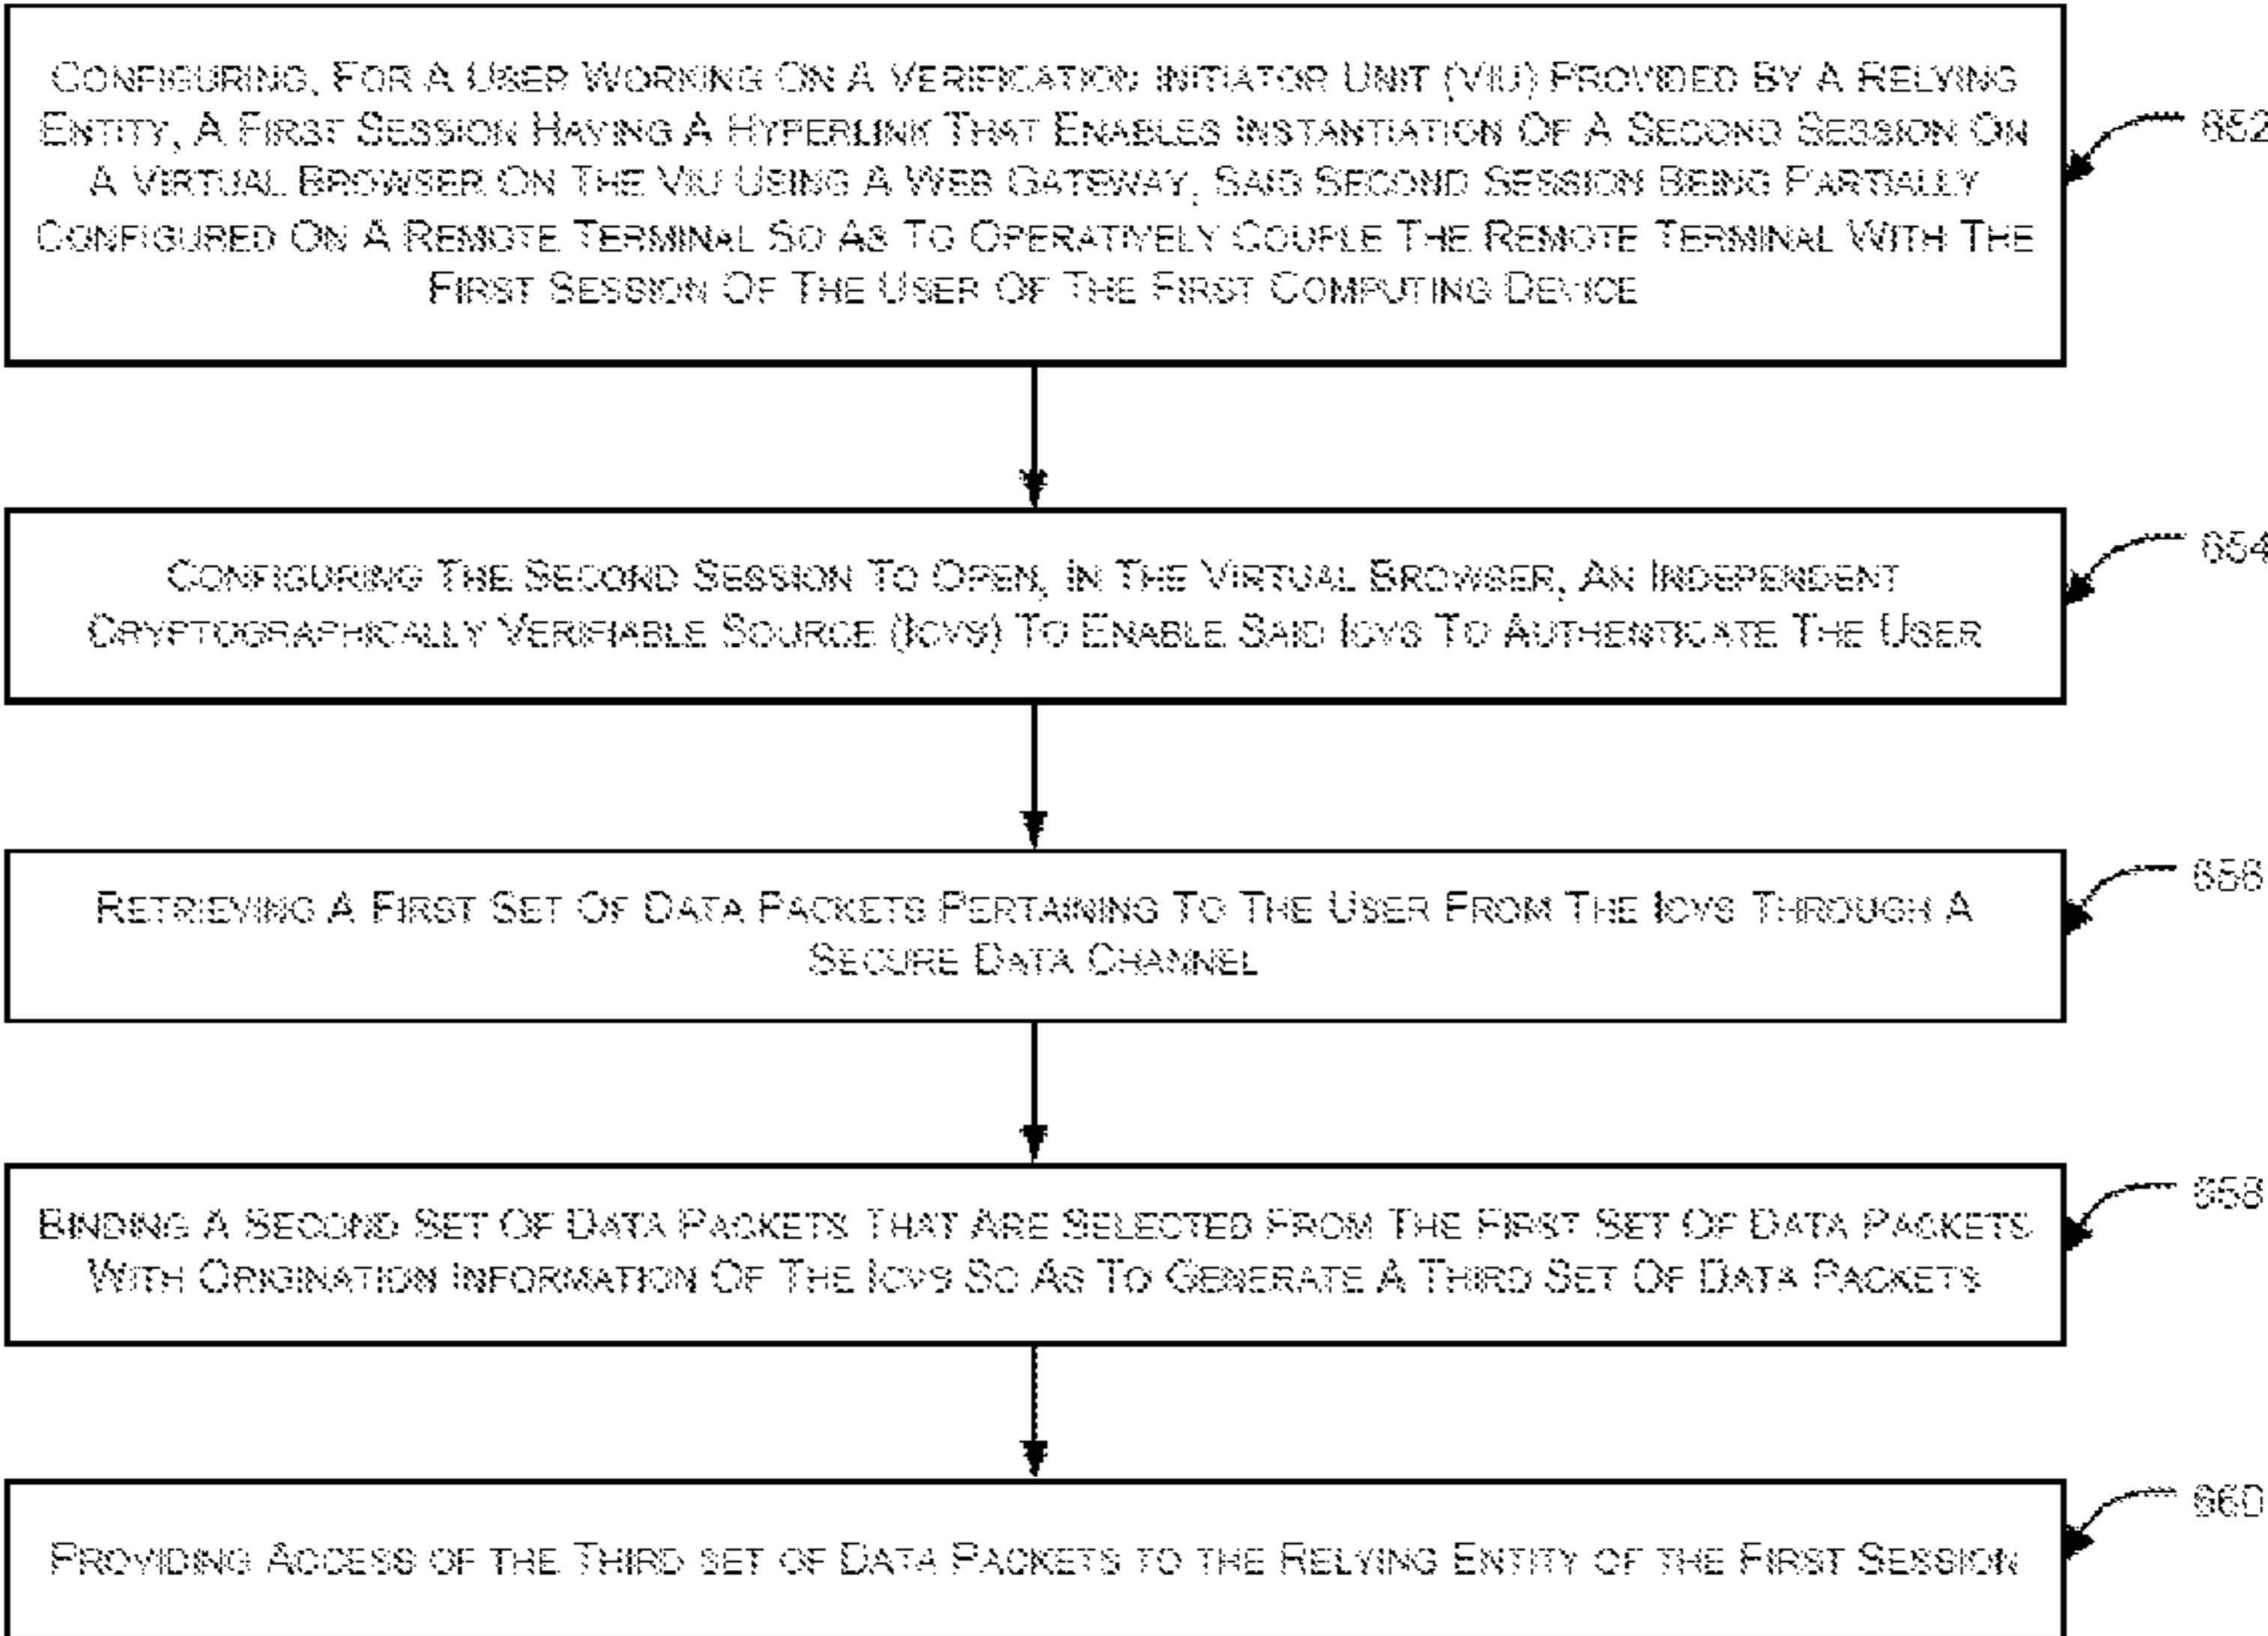 CONFIGURING, FOR A USER WORKING ON A VERIFICATION INITIATOR UNIT (VIU) PROVIDED BY A RELYING
ENTITY, A FIRST SESSION HAVING A HYPERLINK THAT ENABLES INSTANTIATION OF A SECOND SESSION ON
A VIRTUAL BROWSER ON THE VIU USING A WEB GATEWAY, SAID SECOND SESSION BEING PARTIALLY
CONFIGURED ON A REMOTE TERMINAL SO AS TO OPERATIVELY COUPLE THE REMOTE TERMINAL WITH THE
FIRST SESSION OF THE USER OF THE FIRST COMPUTING DEVICE
652
CONFIGURING THE SECOND SESSION TO OPEN, IN THE VIRTUAL BROWSER, AN INDEPENDENT
CRYPTOGRAPHICALLY VERIFIABLE SOURCE (ICVS) TO ENABLE SAID ICVS TO AUTHENTICATE THE USER
654
RETRIEVING A FIRST SET OF DATA PACKETS PERTAINING TO THE USER FROM THE ICVS THROUGH A
SECURE DATA CHANNEL
656
BINDING A SECOND SET OF DATA PACKETS THAT ARE SELECTED FROM THE FIRST SET OF DATA PACKETS
WITH ORIGINATION INFORMATION OF THE ICVS SO AS TO GENERATE A THIRD SET OF DATA PACKETS
658
PROVIDING ACCESS OF THE THIRD SET OF DATA PACKETS TO THE RELYING ENTITY OF THE FIRST SESSION
660